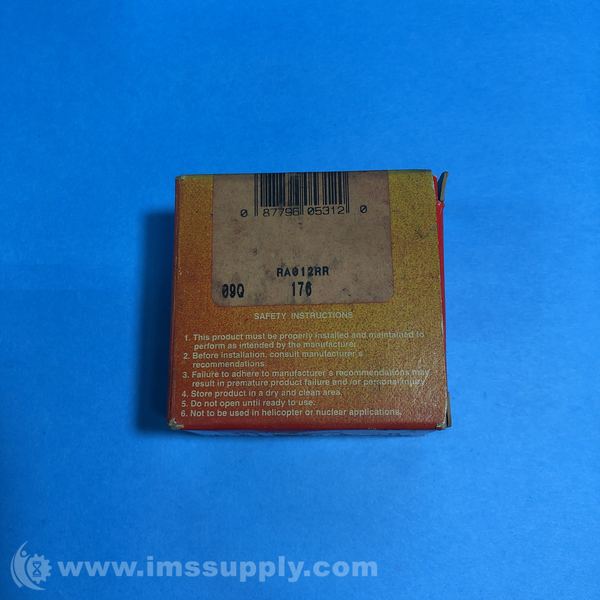 0 87796 05312 0
RA012RR
09Q 176
SAFETY INSTRUCTIONS
1. This product must be properly installed and maintained to
perform as intended by the manufacturer.
2. Before installation, consult manufacturer's
recommendations.
3. Failure to adhere to manufacturer's recommendations may
result in premature product failure and /or personal injury.
4. Store product in a dry and clean area.
5. Do not open until ready to use.
6. Not to be used in helicopter or nuclear applications.
www.imssupply.com